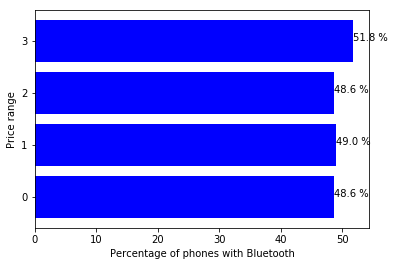 Price range
3
51.8 %
2
48.6 %
1
49.0 %
0
48.6 %
0 10 20 30 40 50
Percentage of phones with Bluetooth